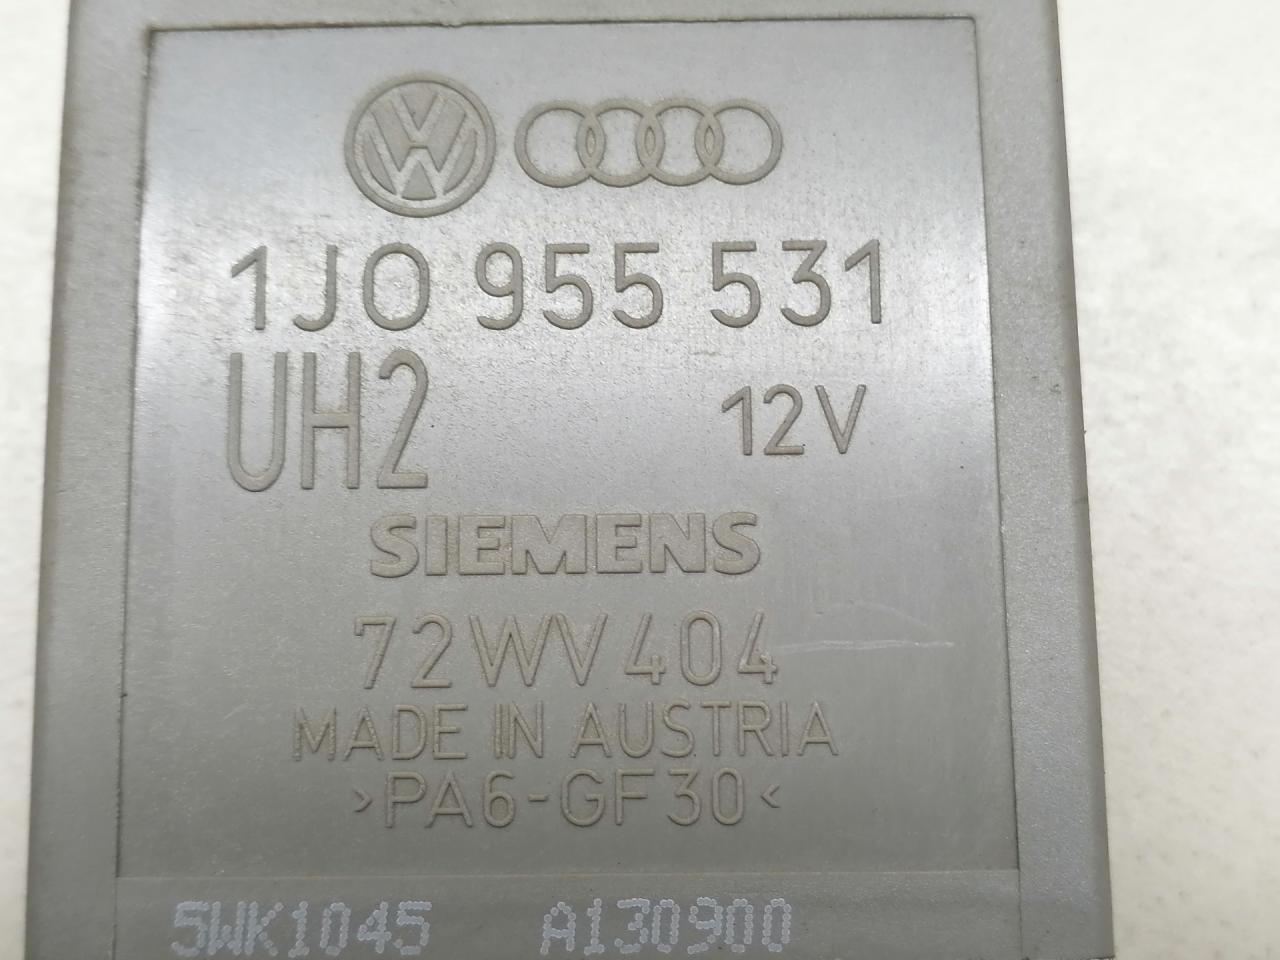 1J0 955 531
UH2 12V
SIEMENS
72WV404
MADE IN AUSTRIA
>PA6-GF30<
5WK1045 A130900